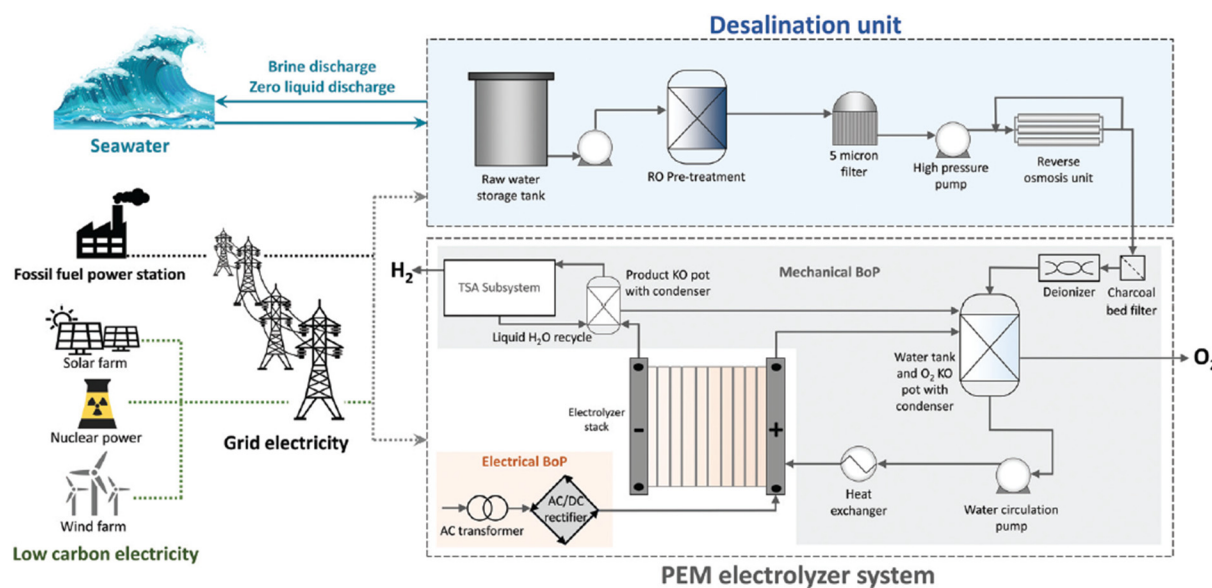 Desalination unit
Brine discharge
Zero liquid discharge
Seawater
Raw water
storage tank
RO Pre-treatment
5 micron
filter
High pressure
pump
Reverse
osmosis unit
Fossil fuel power station
Solar farm
Nuclear power
Wind farm
Low carbon electricity
Grid electricity
H2
TSA Subsystem
Liquid H2O recycle
Product KO pot
with condenser
Mechanical BoP
Deionizer
Charcoal
bed filter
Water tank
and O2 KO
pot with
condenser
O2
Electrolyzer
stack
-
+
Electrical BoP
AC transformer
AC/DC
rectifier
Heat
exchanger
Water circulation
pump
PEM electrolyzer system